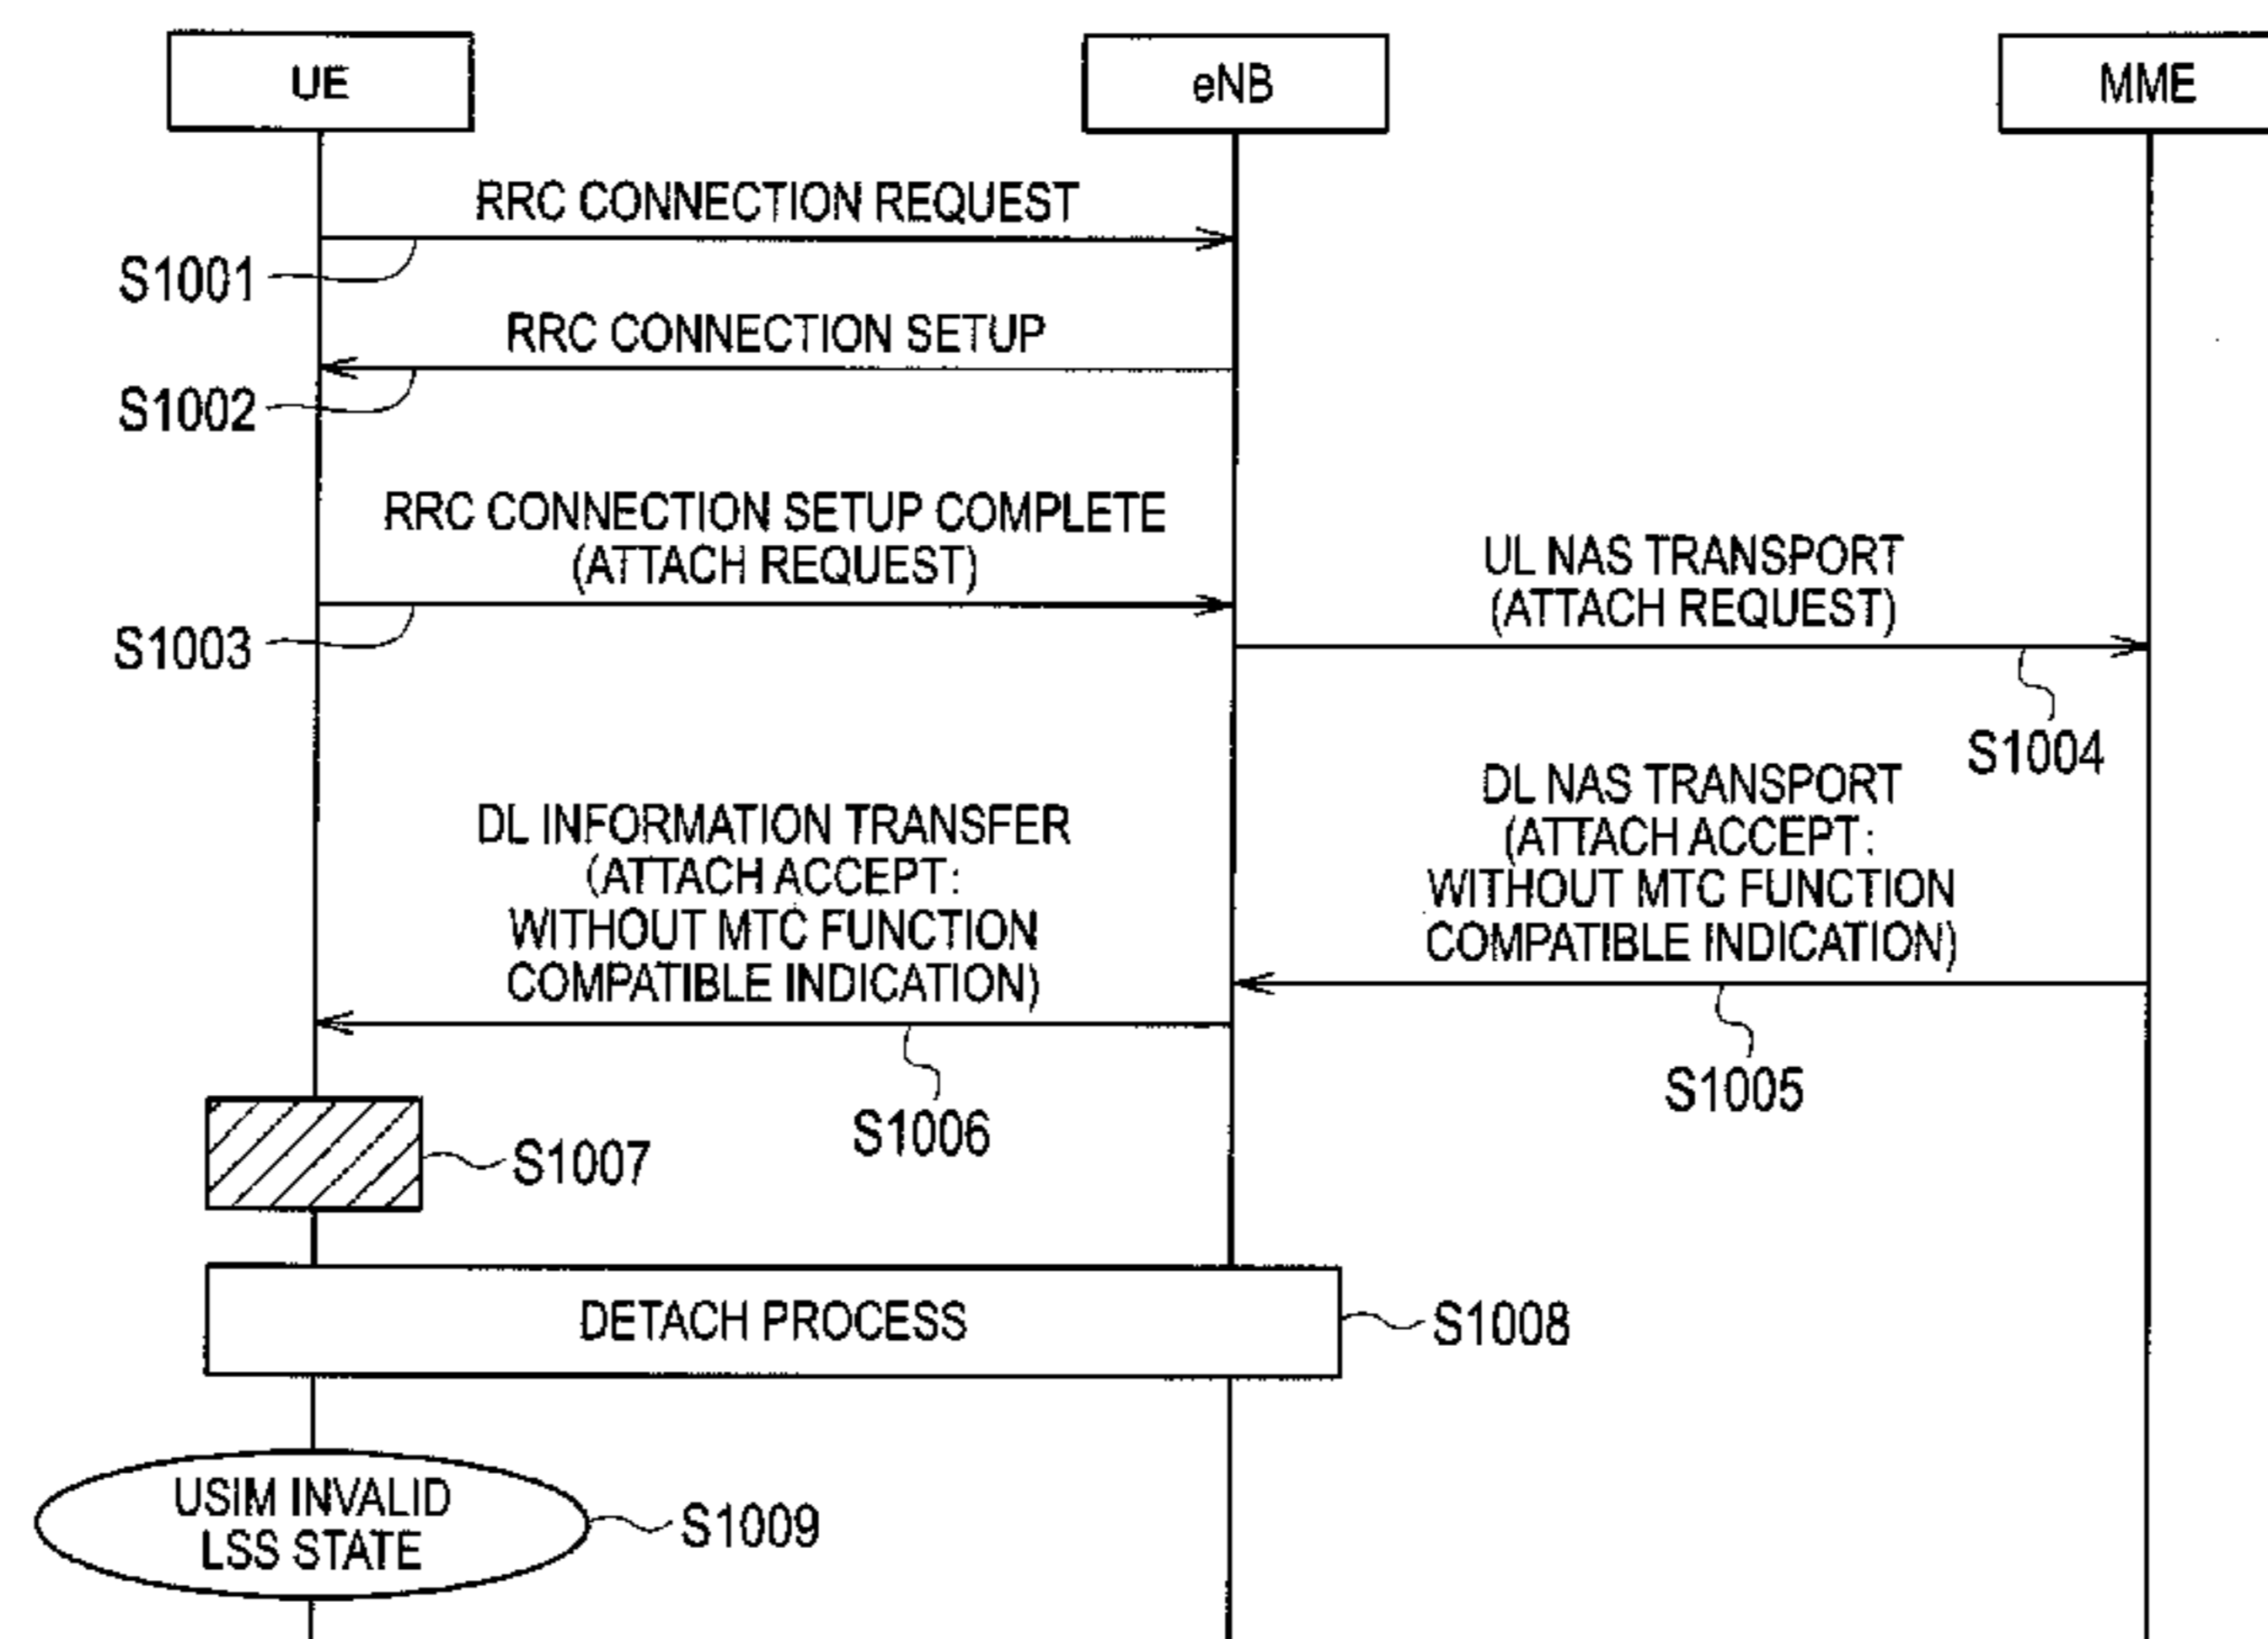 UE
eNB
MME
RRC CONNECTION REQUEST
S1001
RRC CONNECTION SETUP
S1002
RRC CONNECTION SETUP COMPLETE
(ATTACH REQUEST)
S1003
UL NAS TRANSPORT
(ATTACH REQUEST)
S1004
DL NAS TRANSPORT
(ATTACH ACCEPT:
WITHOUT MTC FUNCTION
COMPATIBLE INDICATION)
S1005
DL INFORMATION TRANSFER
(ATTACH ACCEPT:
WITHOUT MTC FUNCTION
COMPATIBLE INDICATION)
S1006
S1007
DETACH PROCESS
S1008
USIM INVALID
LSS STATE
S1009